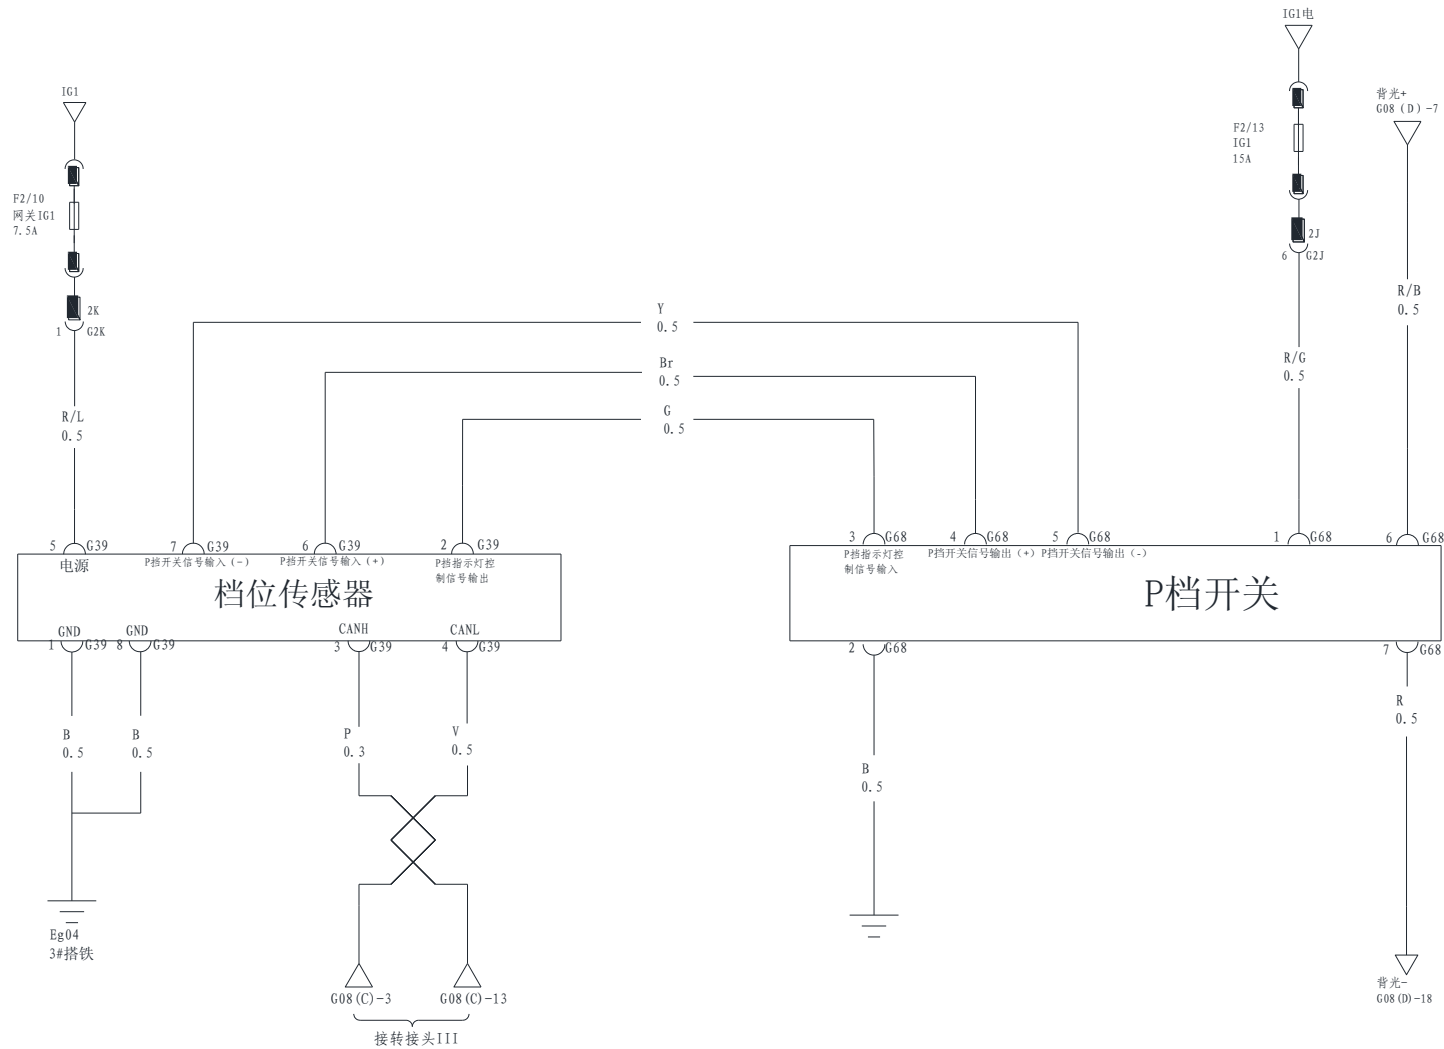 IG1电
IG1
背光+
G08(D)-7
F2/13
IG1
15A
F2/10
网关IG1
7.5A
2J
6 G2J
2K
1 G2K
R/B
0.5
Y
0.5
Br
0.5
R/G
0.5
G
0.5
R/L
0.5
5 G39
7 G39
6 G39
2 G39
3 G68
4 G68
5 G68
1 G68
6 G68
电源
P挡开关信号输入(-)
P挡开关信号输入(+)
P挡指示灯控
制信号输出
P挡指示灯控
制信号输入
P挡开关信号输出(+)
P挡开关信号输出(-)
档位传感器
P档开关
GND
GND
CANH
CANL
1 G39
8 G39
3 G39
4 G39
2 G68
7 G68
B
0.5
B
0.5
P
0.3
V
0.5
B
0.5
R
0.5
Eg04
3#搭铁
G08(C)-3
G08(C)-13
接转接头III
背光-
G08(D)-18